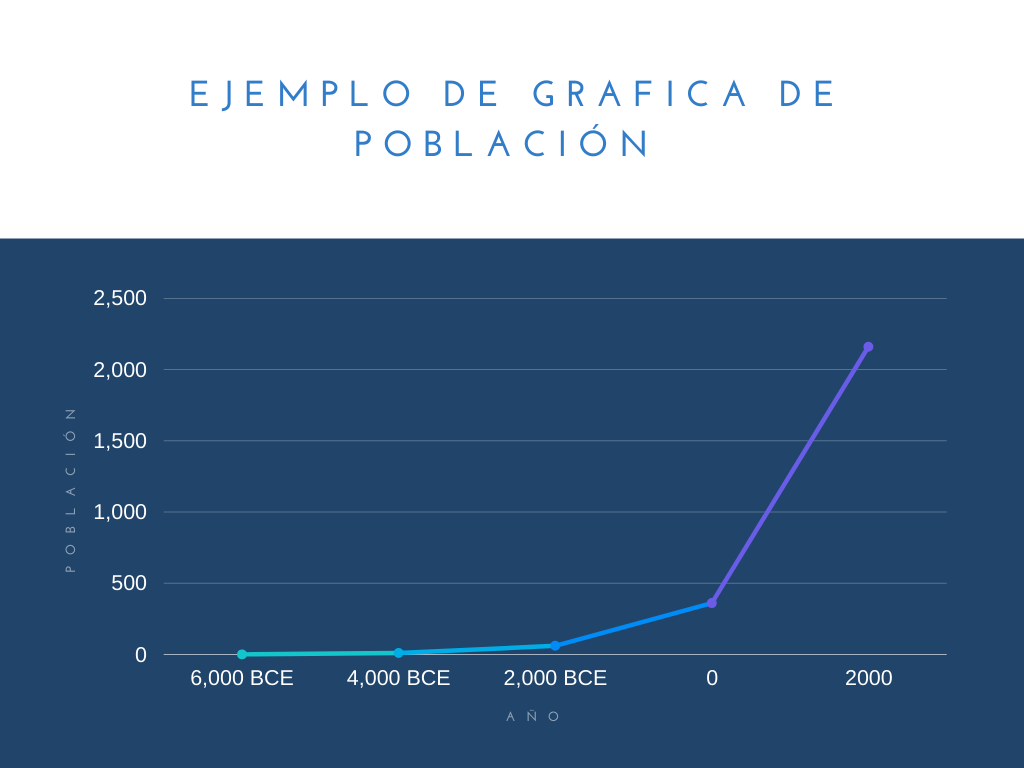 EJEMPLO DE GRAFICA DE
POBLACIÓN
2,500
2,000
1,500
1,000
500
0
POBLACIÓN
6,000 BCE 4,000 BCE 2,000 BCE 0 2000
AÑO